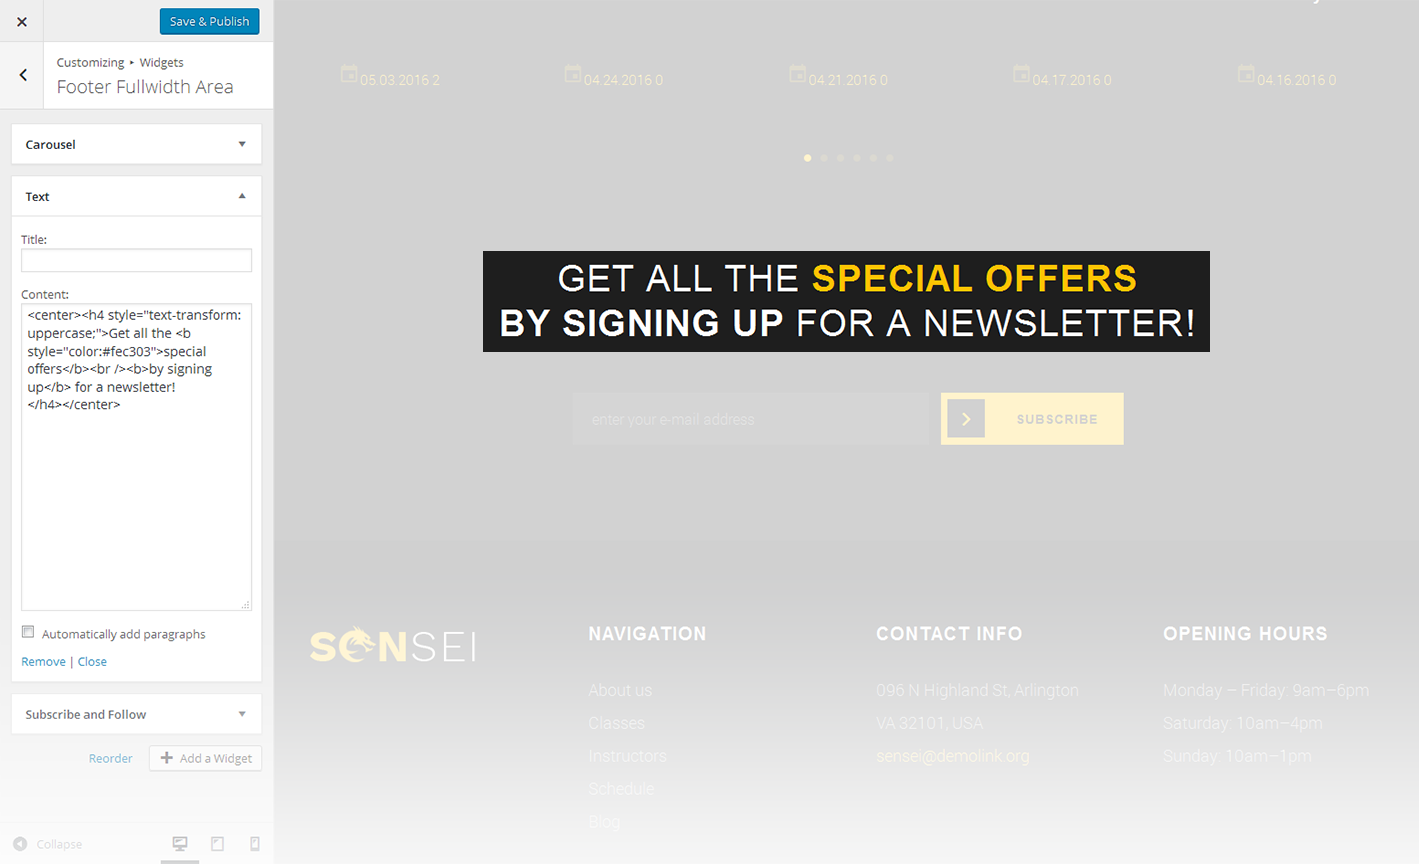 Save & Publish
Customizing ▸ Widgets
Footer Fullwidth Area
Carousel
Text
Title:
Content:
<center><h4 style="text-transform:
uppercase;">Get all the <b
style="color:#fec303">special
offers</b><br /><b>by signing
up</b> for a newsletter!
</h4></center>
Automatically add paragraphs
Remove | Close
Subscribe and Follow
Reorder
Add a Widget
Collapse
05.03.2016 2
04.24.2016 0
04.21.2016 0
04.17.2016 0
04.16.2016 0
GET ALL THE SPECIAL OFFERS
BY SIGNING UP FOR A NEWSLETTER!
enter your e-mail address
SUBSCRIBE
SENSEI
NAVIGATION
About us
Classes
Instructors
Schedule
Blog
CONTACT INFO
096 N Highland St, Arlington
VA 32101, USA
sensei@demolink.org
OPENING HOURS
Monday – Friday: 9am–6pm
Saturday: 10am–4pm
Sunday: 10am–1pm